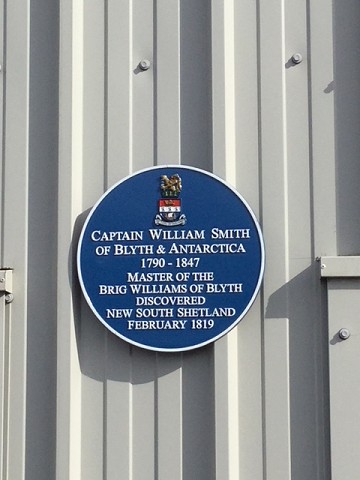 CAPTAIN WILLIAM SMITH
OF BLYTH & ANTARCTICA
1790 - 1847
MASTER OF THE
BRIG WILLIAMS OF BLYTH
DISCOVERED
NEW SOUTH SHETLAND
FEBRUARY 1819